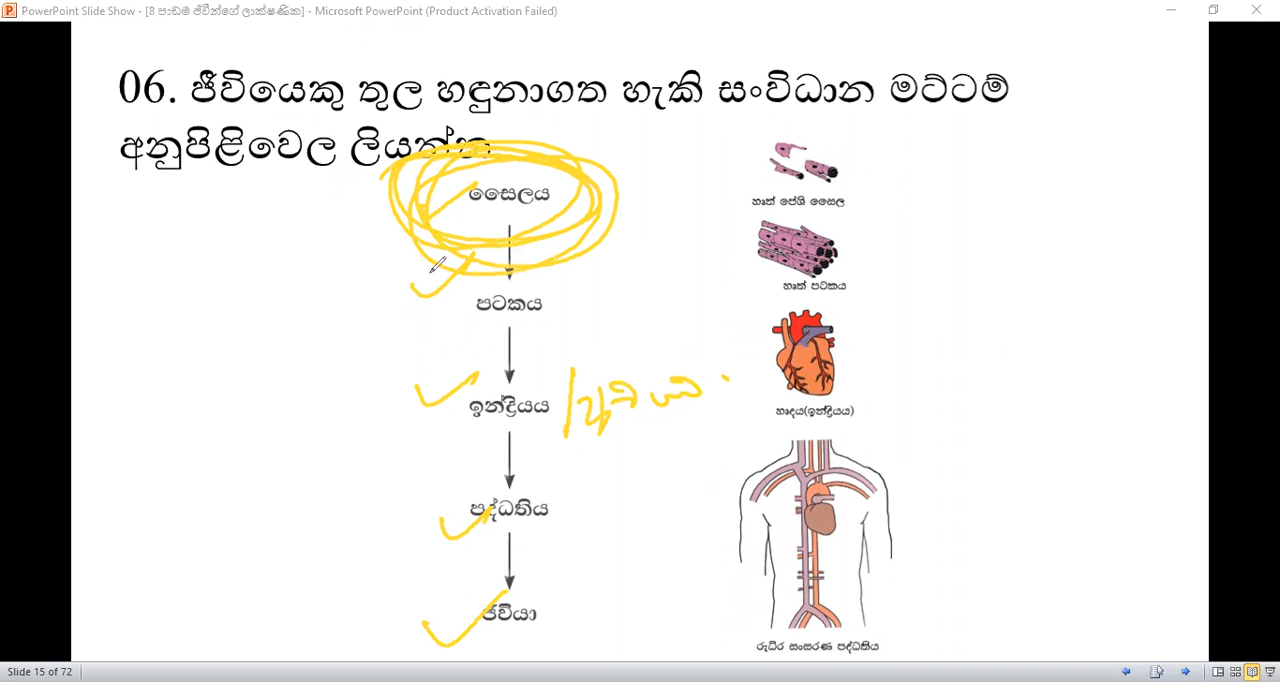 PowerPoint Slide Show - [8 පාඩම ජීවීන්ගේ ලාක්ෂණික] - Microsoft PowerPoint (Product Activation Failed)
06. ජීවියෙකු තුල හඳුනාගත හැකි සංවිධාන මට්ටම්
අනුපිළිවෙල ලියන්න
සෛලය
හෘත් පේශි සෛල
පටකය
හෘත් පටකය
ඉන්ද්‍රියය /අවයව
හෘදය(ඉන්ද්‍රියය)
පද්ධතිය
ජීවියා
රුධිර සංසරණ පද්ධතිය
Slide 15 of 72